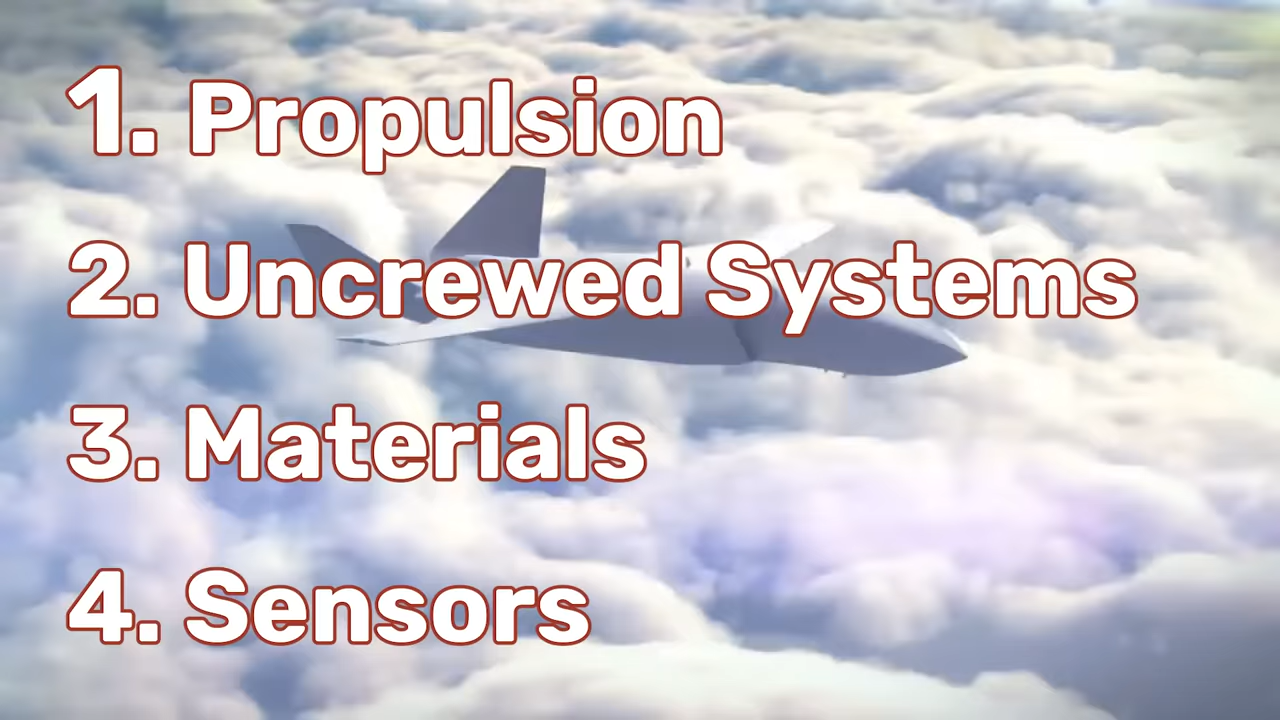 1. Propulsion
2. Uncrewed Systems
3. Materials
4. Sensors